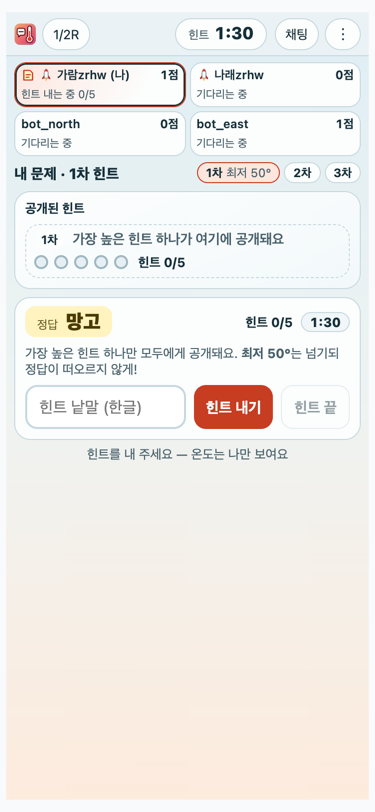 1/2R 힌트 1:30 채팅
가람zrhw (나) 1점
힌트 내는 중 0/5
나래zrhw 0점
기다리는 중
bot_north 0점
기다리는 중
bot_east 1점
기다리는 중
내 문제 · 1차 힌트 1차 최저 50° 2차 3차
공개된 힌트
1차 가장 높은 힌트 하나가 여기에 공개돼요
힌트 0/5
정답 망고 힌트 0/5 1:30
가장 높은 힌트 하나만 모두에게 공개돼요. 최저 50°는 넘기되
정답이 떠오르지 않게!
힌트 낱말 (한글) 힌트 내기 힌트 끝
힌트를 내 주세요 — 온도는 나만 보여요